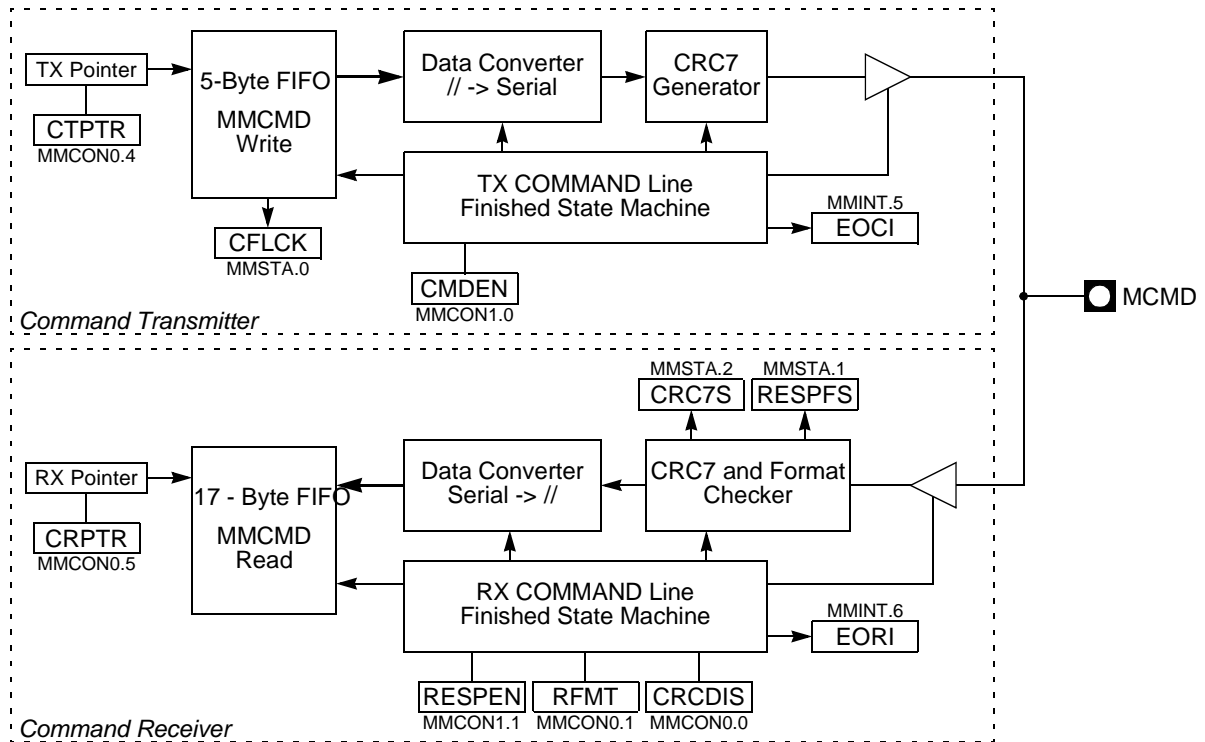 TX Pointer
CTPTR
MMCON0.4
5-Byte FIFO
MMCMD
Write
CFLCK
MMSTA.0
Data Converter
// -> Serial
CRC7
Generator
TX COMMAND Line
Finished State Machine
CMDEN
MMCON1.0
MMINT.5
EOCI
MCMD
Command Transmitter
MMSTA.2
CRC7S
MMSTA.1
RESPFS
RX Pointer
CRPTR
MMCON0.5
17 - Byte FIFO
MMCMD
Read
Data Converter
Serial -> //
CRC7 and Format
Checker
RX COMMAND Line
Finished State Machine
MMINT.6
EORI
RESPEN
MMCON1.1
RFMT
MMCON0.1
CRCDIS
MMCON0.0
Command Receiver